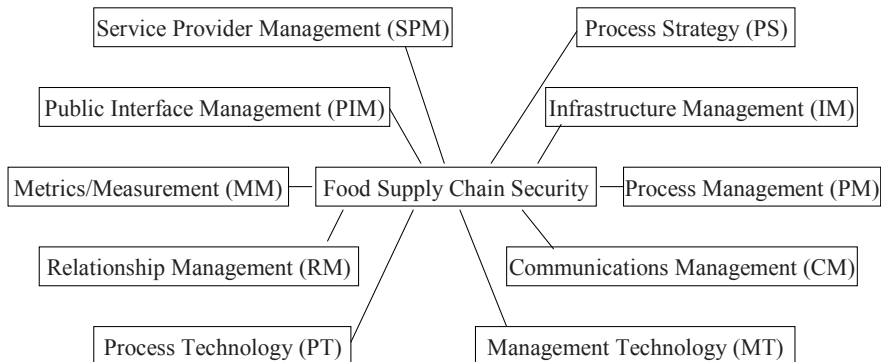 Service Provider Management (SPM)
Process Strategy (PS)
Public Interface Management (PIM)
Infrastructure Management (IM)
Metrics/Measurement (MM)
Food Supply Chain Security
Process Management (PM)
Relationship Management (RM)
Communications Management (CM)
Process Technology (PT)
Management Technology (MT)